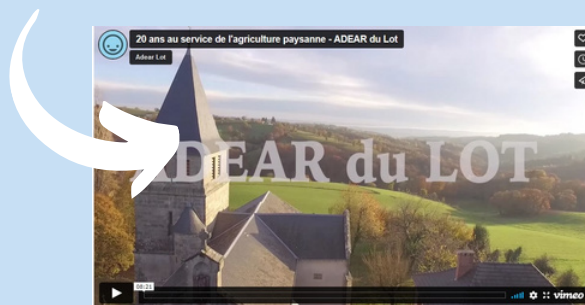 20 ans au service de l'agriculture paysanne - ADEAR du Lot
Adear Lot
ADEAR du LOT
08:21
vimeo